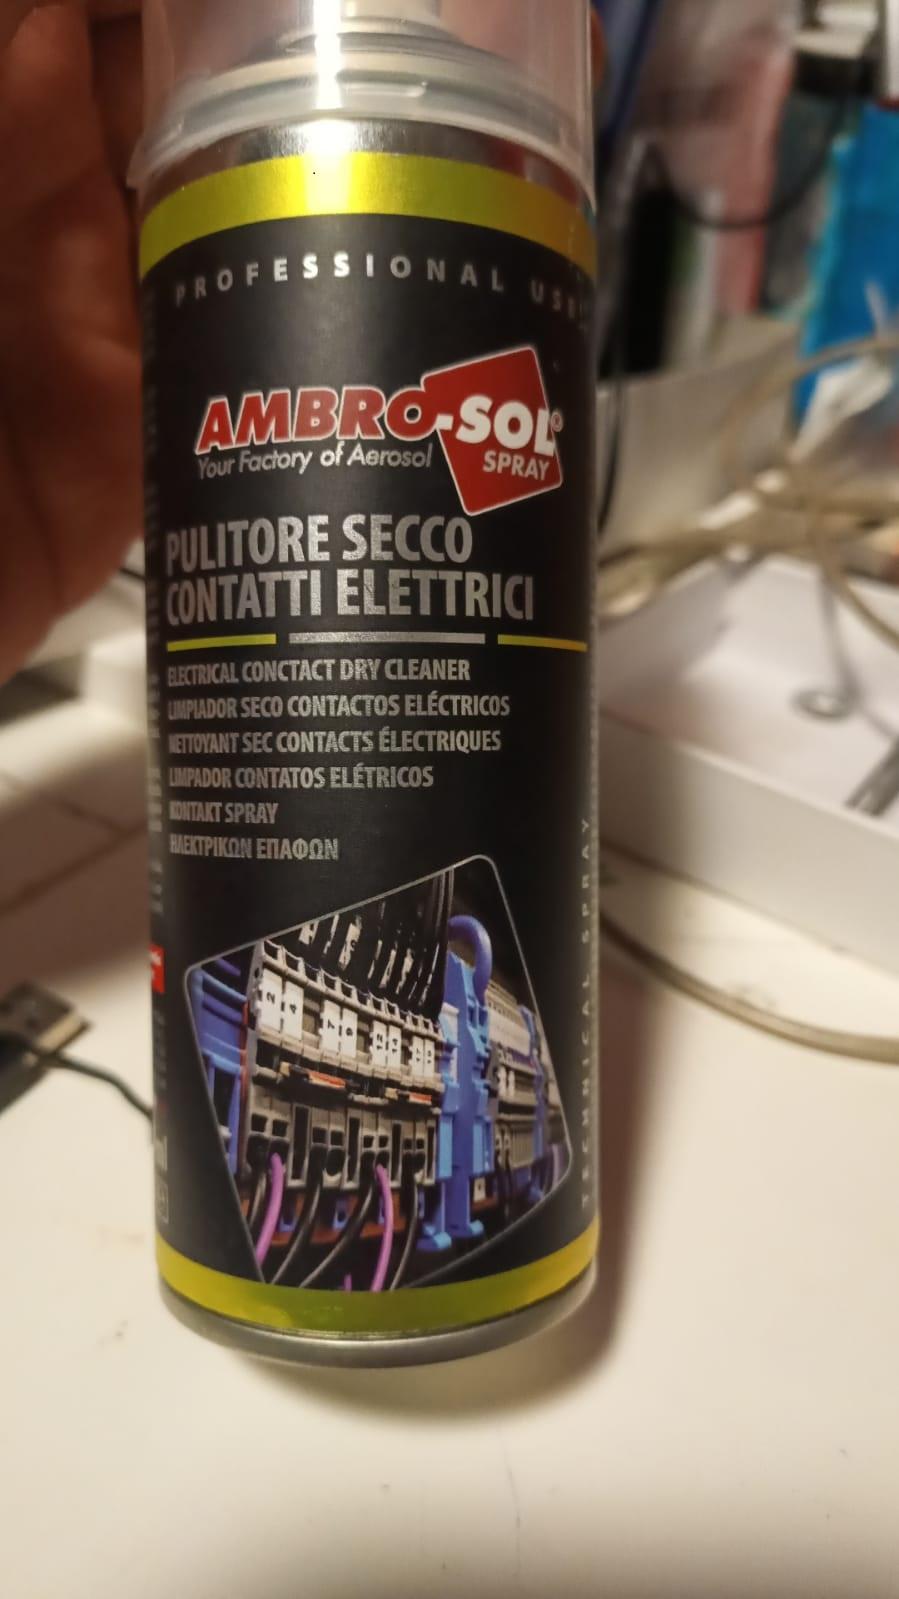 PROFESSIONAL USE
AMBRO-SOL®
SPRAY
Your Factory of Aerosol
PULITORE SECCO
CONTATTI ELETTRICI
ELECTRICAL CONCTACT DRY CLEANER
LIMPIADOR SECO CONTACTOS ELÉCTRICOS
NETTOYANT SEC CONTACTS ÉLECTRIQUES
LIMPADOR CONTATOS ELÉTRICOS
KONTAKT SPRAY
ΗΛΕΚΤΡΙΚΩΝ ΕΠΑΦΩΝ
TECHNICAL SPRAY